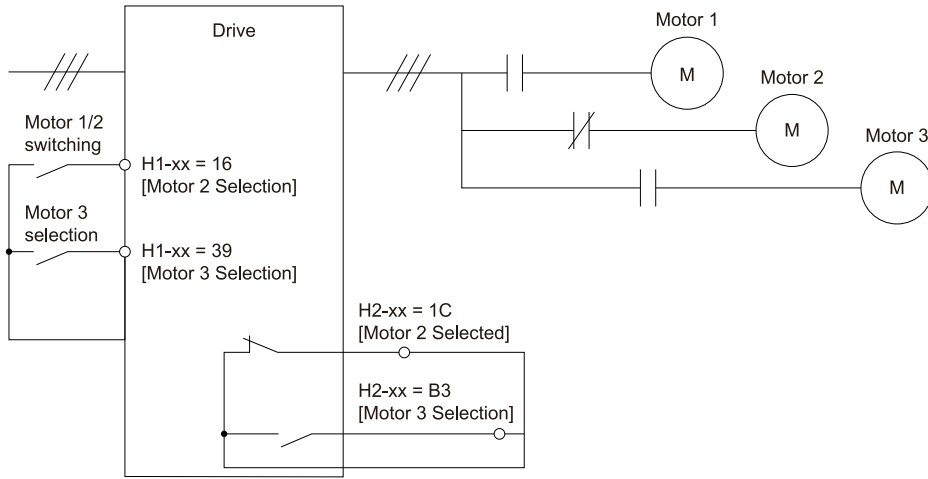 Drive
Motor 1
M
Motor 2
M
Motor 3
M
Motor 1/2
switching
H1-xx = 16
[Motor 2 Selection]
Motor 3
selection
H1-xx = 39
[Motor 3 Selection]
H2-xx = 1C
[Motor 2 Selected]
H2-xx = B3
[Motor 3 Selection]